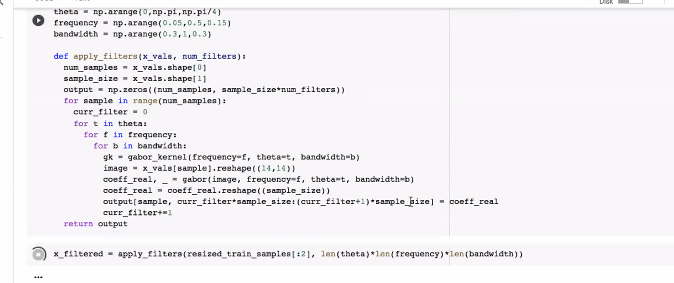 Disk
theta = np.arange(0,np.pi,np.pi/4)
frequency = np.arange(0.05,0.5,0.15)
bandwidth = np.arange(0.3,1,0.3)
def apply_filters(x_vals, num_filters):
num_samples = x_vals.shape[0]
sample_size = x_vals.shape[1]
output = np.zeros((num_samples, sample_size*num_filters))
for sample in range(num_samples):
curr_filter = 0
for t in theta:
for f in frequency:
for b in bandwidth:
gk = gabor_kernel(frequency=f, theta=t, bandwidth=b)
image = x_vals[sample].reshape((14,14))
coeff_real, _ = gabor(image, frequency=f, theta=t, bandwidth=b)
coeff_real = coeff_real.reshape((sample_size))
output[sample, curr_filter*sample_size:(curr_filter+1)*sample_size] = coeff_real
curr_filter+=1
return output
x_filtered = apply_filters(resized_train_samples[:2], len(theta)*len(frequency)*len(bandwidth))
...